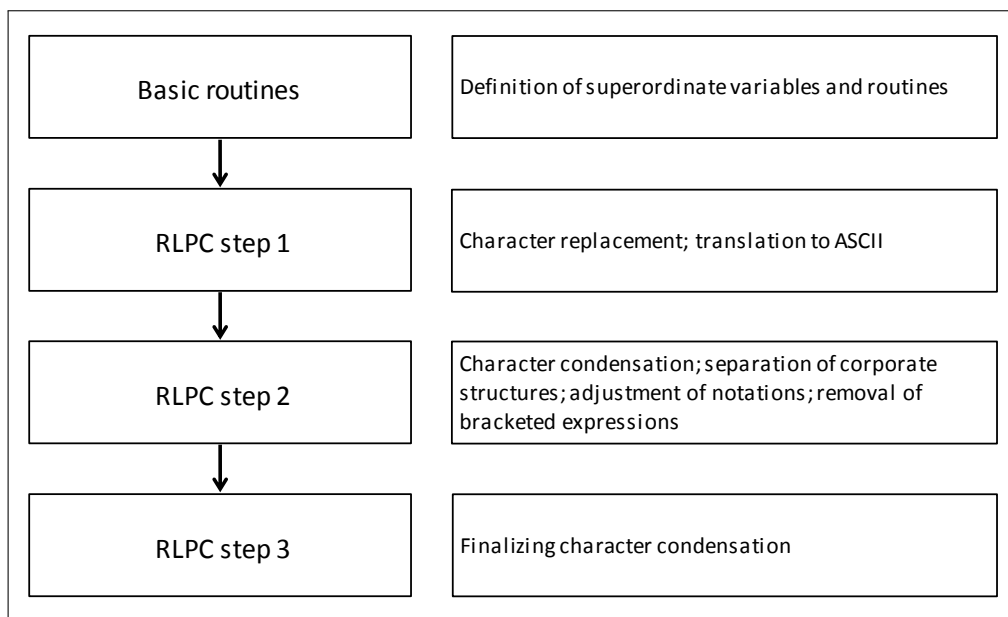 Basic routines
Definition of superordinate variables and routines
RLPC step 1
Character replacement; translation to ASCII
RLPC step 2
Character condensation; separation of corporate
structures; adjustment of notations; removal of
bracketed expressions
RLPC step 3
Finalizing character condensation